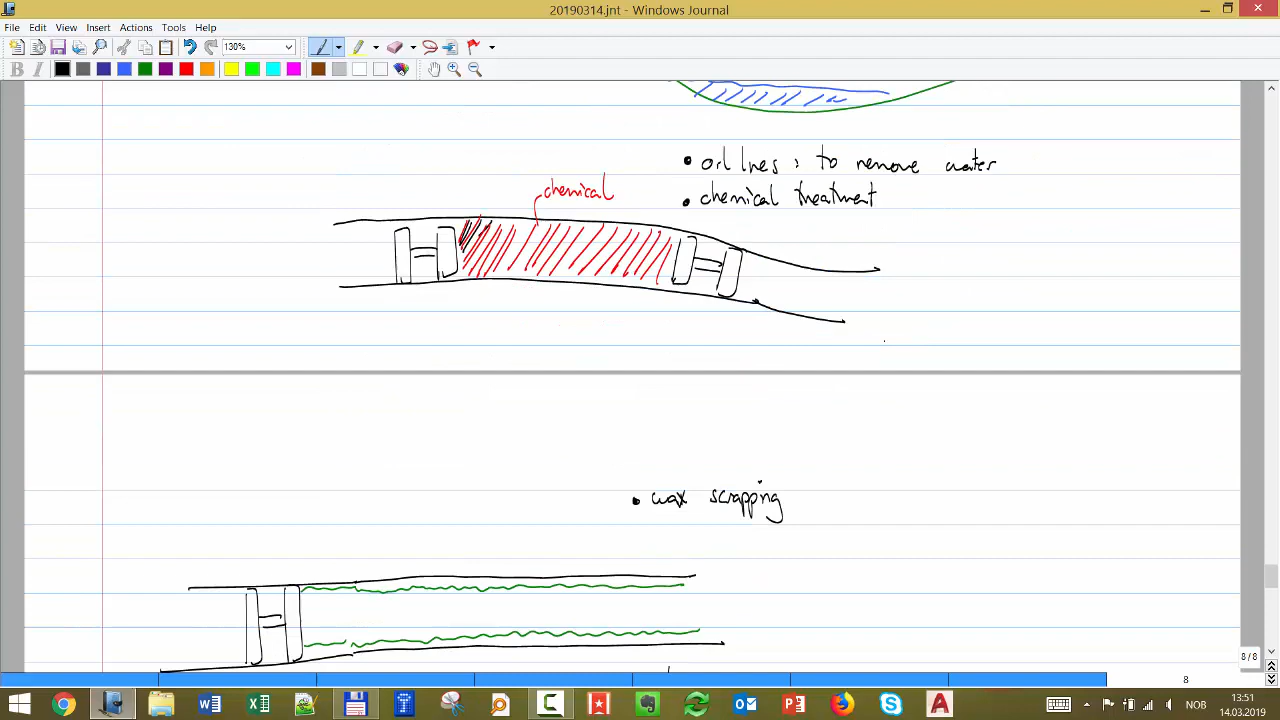 20190314.jnt - Windows Journal
File Edit View Insert Actions Tools Help
130%
B I
• oil lines : to remove water
chemical
• chemical treatment
• wax scrapping
8/8
8
NOB
13:51
14.03.2019